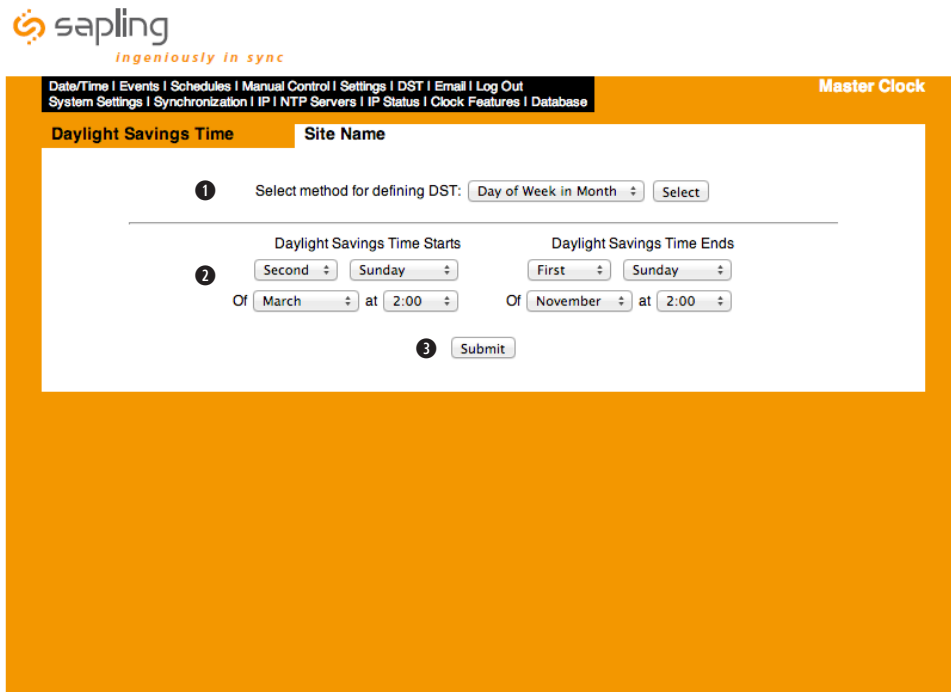 sapling
ingeniously in sync
Date/Time I Events I Schedules I Manual Control I Settings I DST I Email I Log Out
System Settings I Synchronization I IP I NTP Servers I IP Status I Clock Features I Database
Master Clock
Daylight Savings Time
Site Name
1 Select method for defining DST: Day of Week in Month Select
Daylight Savings Time Starts
Daylight Savings Time Ends
2 Second Sunday First Sunday
Of March at 2:00 Of November at 2:00
3 Submit